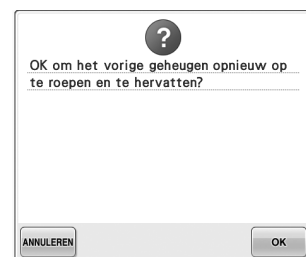 ?
OK om het vorige geheugen opnieuw op
te roepen en te hervatten?
ANNULEREN
OK